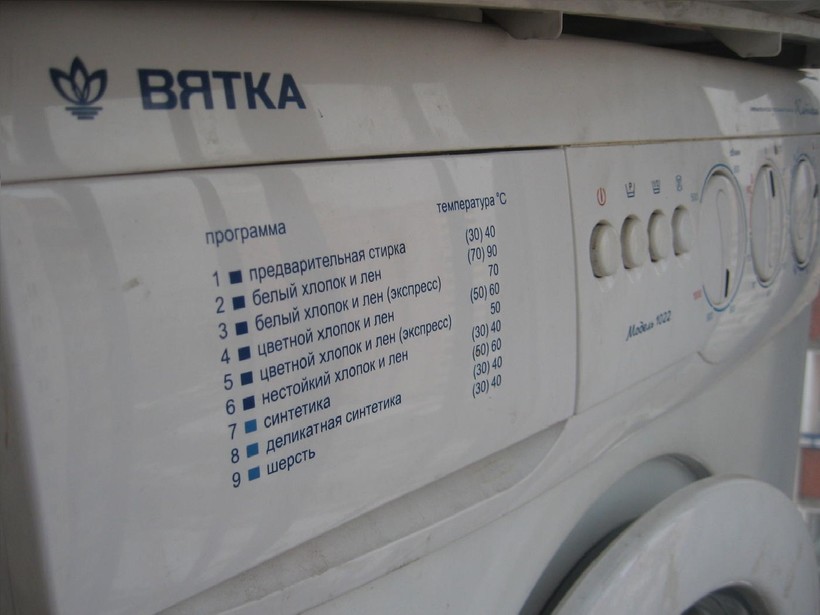 ВЯТКА
программа температура °C
1 предварительная стирка (30) 40
2 белый хлопок и лен (70) 90
3 белый хлопок и лен (экспресс) 70
4 цветной хлопок и лен (50) 60
5 цветной хлопок и лен (экспресс) 50
6 нестойкий хлопок и лен (30) 40
7 синтетика (50) 60
8 деликатная синтетика (30) 40
9 шерсть (30) 40
Модель 1022